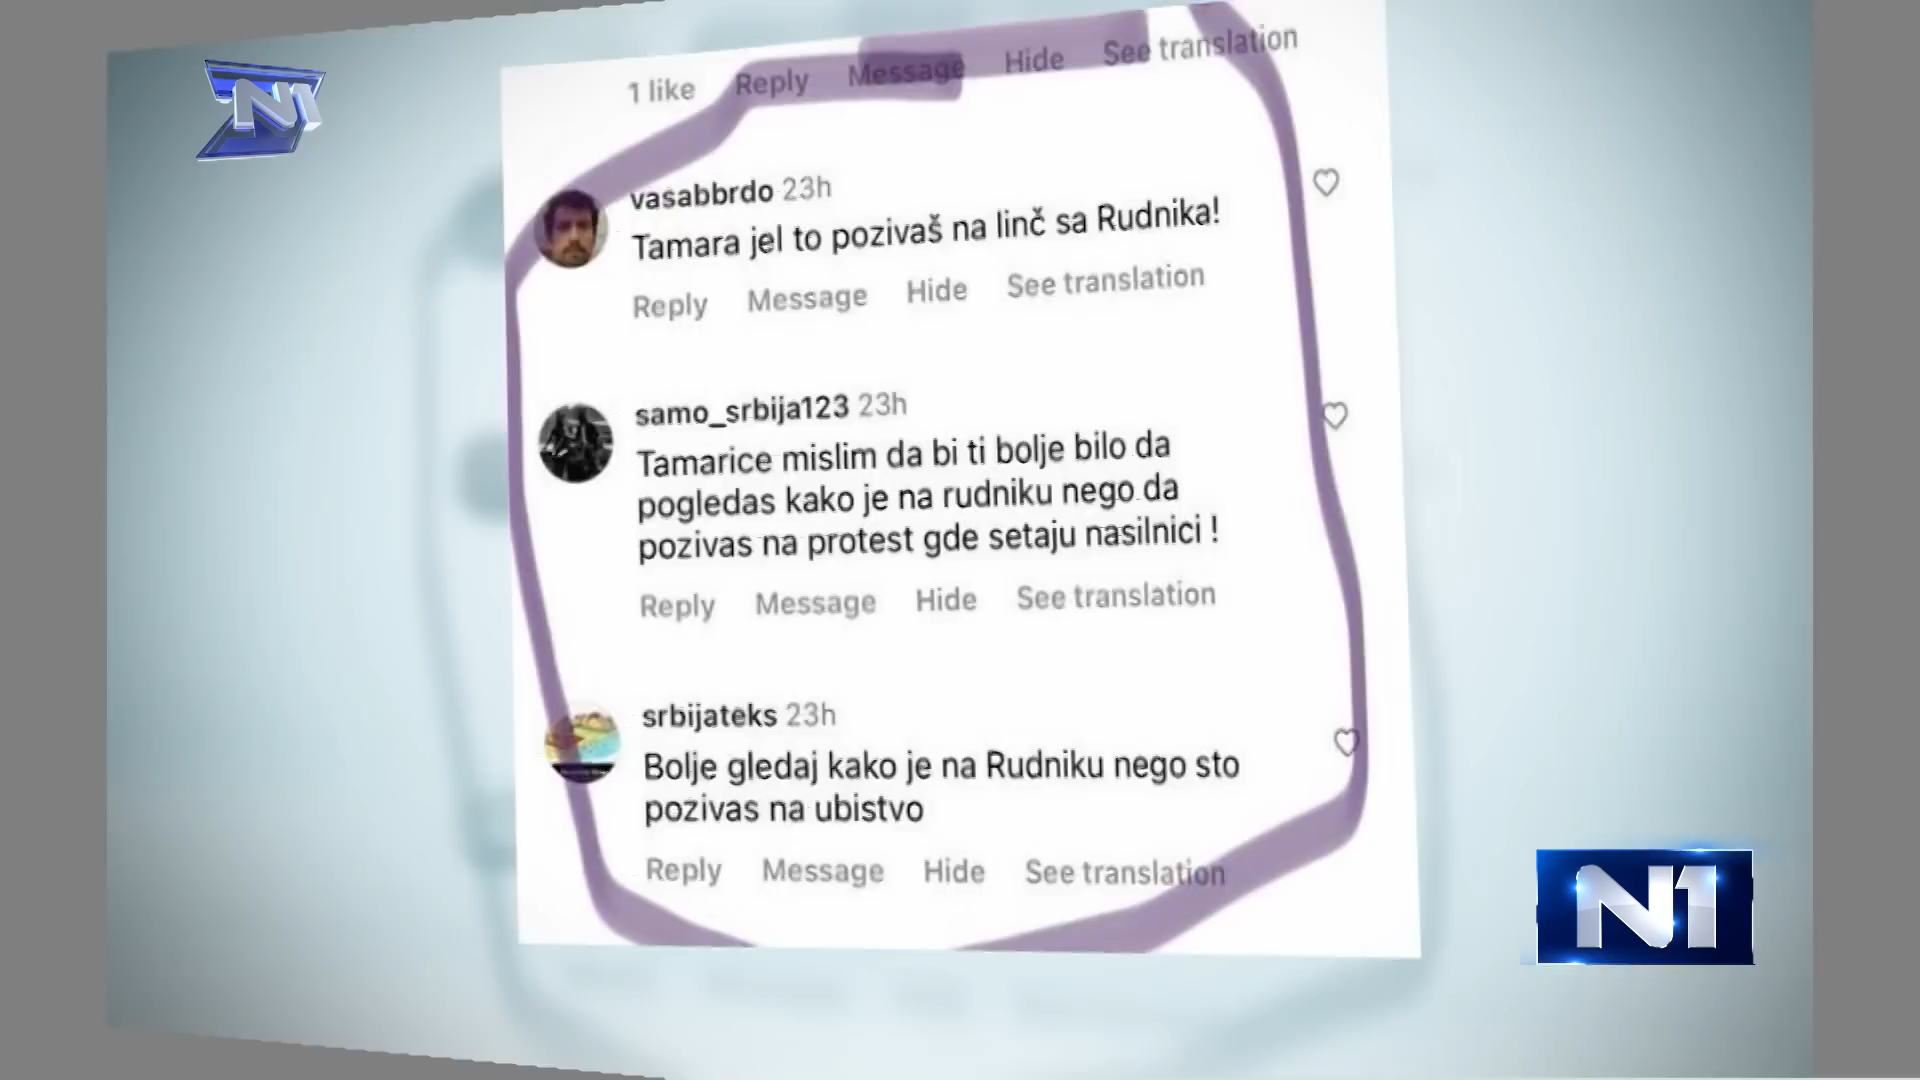 N1
1 like Reply Message Hide See translation
vasabbrdo 23h
Tamara jel to pozivaš na linč sa Rudnika!
Reply Message Hide See translation
samo_srbija123 23h
Tamarice mislim da bi ti bolje bilo da
pogledas kako je na rudniku nego da
pozivas na protest gde setaju nasilnici !
Reply Message Hide See translation
srbijateks 23h
Bolje gledaj kako je na Rudniku nego sto
pozivas na ubistvo
Reply Message Hide See translation
N1